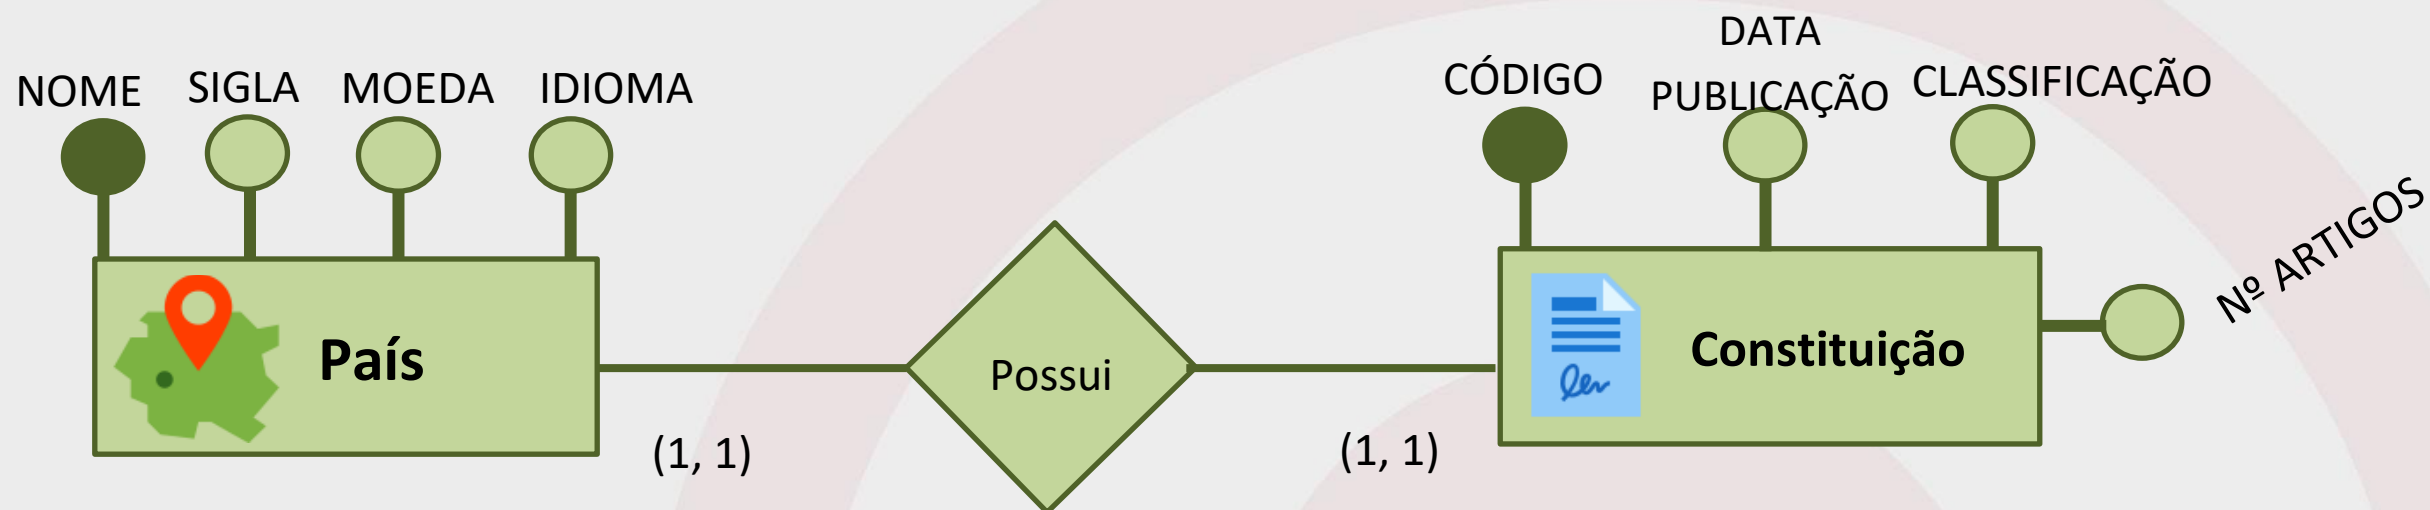 NOME
SIGLA
MOEDA
IDIOMA
País
(1, 1)
Possui
(1, 1)
CÓDIGO
DATA
PUBLICAÇÃO
CLASSIFICAÇÃO
Nº ARTIGOS
Constituição